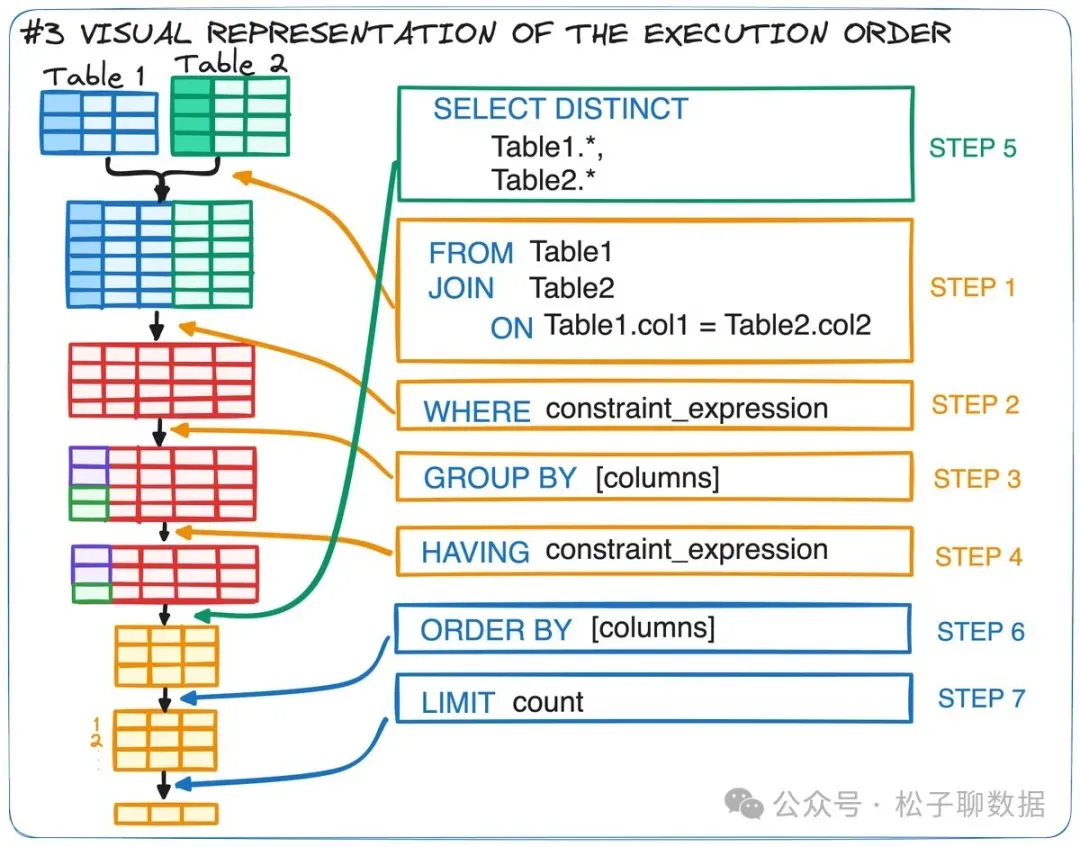 #3 VISUAL REPRESENTATION OF THE EXECUTION ORDER
Table 1
Table 2
SELECT DISTINCT
Table1.*,
Table2.*
STEP 5
FROM Table1
JOIN Table2
ON Table1.col1 = Table2.col2
STEP 1
WHERE constraint_expression
STEP 2
GROUP BY [columns]
STEP 3
HAVING constraint_expression
STEP 4
ORDER BY [columns]
STEP 6
LIMIT count
STEP 7
1
2
公众号 · 松子聊数据